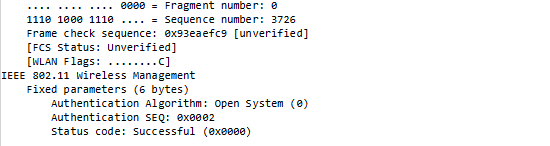 .... .... .... 0000 = Fragment number: 0
1110 1000 1110 .... = Sequence number: 3726
Frame check sequence: 0x93eaefc9 [unverified]
[FCS Status: Unverified]
[WLAN Flags: ........C]
IEEE 802.11 Wireless Management
Fixed parameters (6 bytes)
Authentication Algorithm: Open System (0)
Authentication SEQ: 0x0002
Status code: Successful (0x0000)